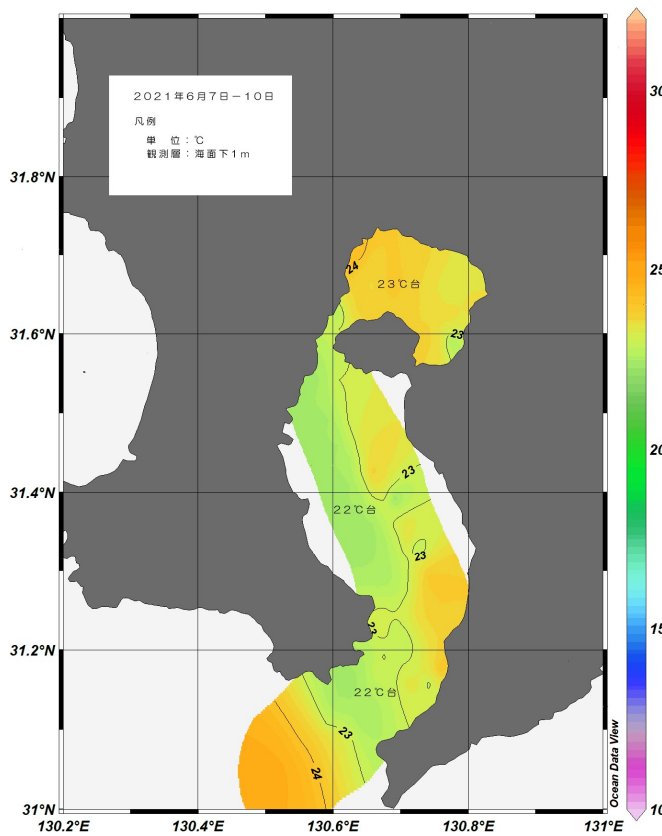 2021年6月7日－10日
凡例
単　位：℃
観測層：海面下1m
31.8°N
31.6°N
31.4°N
31.2°N
31°N
130.2°E
130.4°E
130.6°E
130.8°E
131°E
24
23℃台
23
23
22℃台
23
23
22℃台
23
24
30
25
20
15
10
Ocean Data View